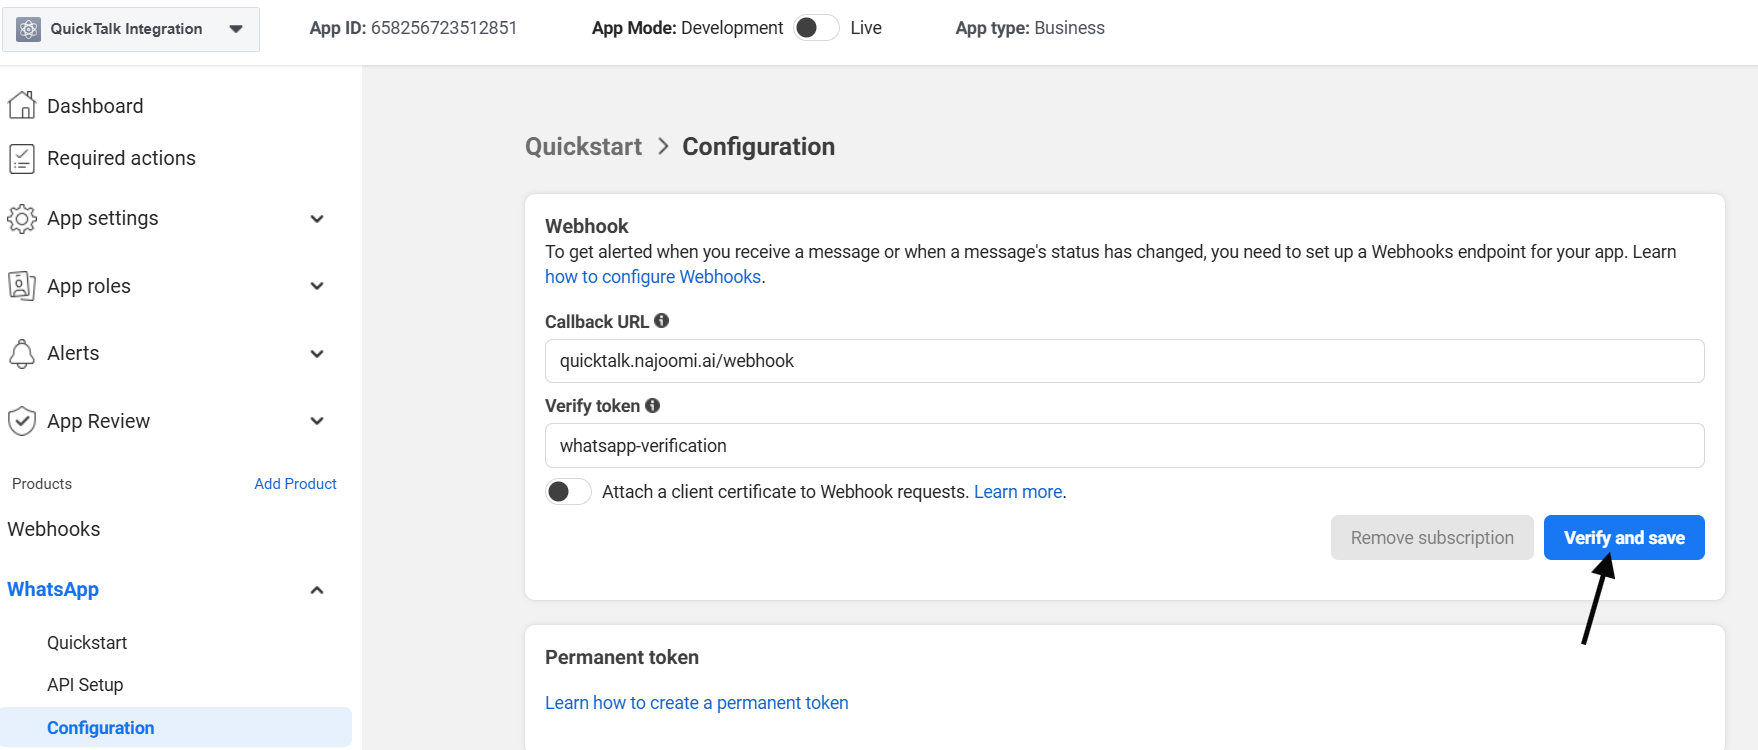 QuickTalk Integration
App ID: 658256723512851
App Mode: Development
Live
App type: Business
Dashboard
Required actions
App settings
App roles
Alerts
App Review
Products
Add Product
Webhooks
WhatsApp
Quickstart
API Setup
Configuration
Quickstart > Configuration
Webhook
To get alerted when you receive a message or when a message's status has changed, you need to set up a Webhooks endpoint for your app. Learn
how to configure Webhooks.
Callback URL
quicktalk.najoomi.ai/webhook
Verify token
whatsapp-verification
Attach a client certificate to Webhook requests. Learn more.
Remove subscription
Verify and save
Permanent token
Learn how to create a permanent token